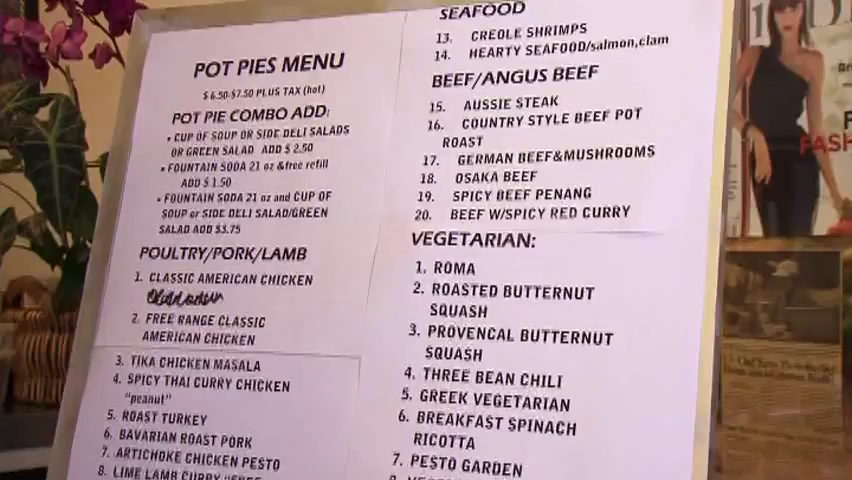 POT PIES MENU
$ 6.50-$7.50 PLUS TAX (hot)
POT PIE COMBO ADD:
• CUP OF SOUP OR SIDE DELI SALADS
OR GREEN SALAD ADD $ 2.50
• FOUNTAIN SODA 21 oz &free refill
ADD $ 1.50
• FOUNTAIN SODA 21 oz and CUP OF
SOUP or SIDE DELI SALAD/GREEN
SALAD ADD $3.75
POULTRY/PORK/LAMB
1. CLASSIC AMERICAN CHICKEN
2. FREE RANGE CLASSIC
AMERICAN CHICKEN
3. TIKA CHICKEN MASALA
4. SPICY THAI CURRY CHICKEN
"peanut"
5. ROAST TURKEY
6. BAVARIAN ROAST PORK
7. ARTICHOKE CHICKEN PESTO
8. LIME LAMB CURRY
SEAFOOD
13. CREOLE SHRIMPS
14. HEARTY SEAFOOD/salmon,clam
BEEF/ANGUS BEEF
15. AUSSIE STEAK
16. COUNTRY STYLE BEEF POT
ROAST
17. GERMAN BEEF&MUSHROOMS
18. OSAKA BEEF
19. SPICY BEEF PENANG
20. BEEF W/SPICY RED CURRY
VEGETARIAN:
1. ROMA
2. ROASTED BUTTERNUT
SQUASH
3. PROVENCAL BUTTERNUT
SQUASH
4. THREE BEAN CHILI
5. GREEK VEGETARIAN
6. BREAKFAST SPINACH
RICOTTA
7. PESTO GARDEN
FASH